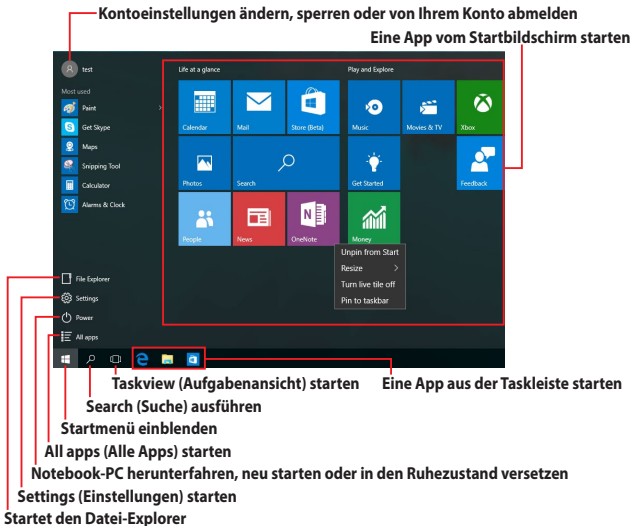 Kontoeinstellungen ändern, sperren oder von Ihrem Konto abmelden
Eine App vom Startbildschirm starten
test
Most used
Paint
Get Skype
Maps
Snipping Tool
Calculator
Alarms & Clock
File Explorer
Settings
Power
All apps
Life at a glance
Play and Explore
Calendar
Mail
Store (Beta)
Music
Movies & TV
Xbox
Photos
Search
Get Started
Feedback
People
News
OneNote
Money
Unpin from Start
Resize
Turn live tile off
Pin to taskbar
Taskview (Aufgabenansicht) starten
Eine App aus der Taskleiste starten
Search (Suche) ausführen
Startmenü einblenden
All apps (Alle Apps) starten
Notebook-PC herunterfahren, neu starten oder in den Ruhezustand versetzen
Settings (Einstellungen) starten
Startet den Datei-Explorer